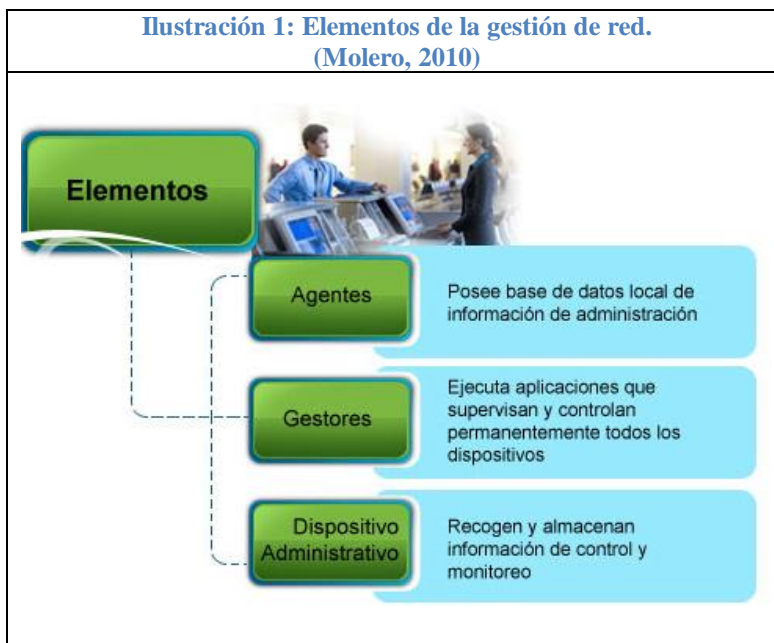 Ilustración 1: Elementos de la gestión de red.
(Molero, 2010)
Elementos
Agentes
Posee base de datos local de
información de administración
Gestores
Ejecuta aplicaciones que
supervisan y controlan
permanentemente todos los
dispositivos
Dispositivo
Administrativo
Recogen y almacenan
información de control y
monitoreo